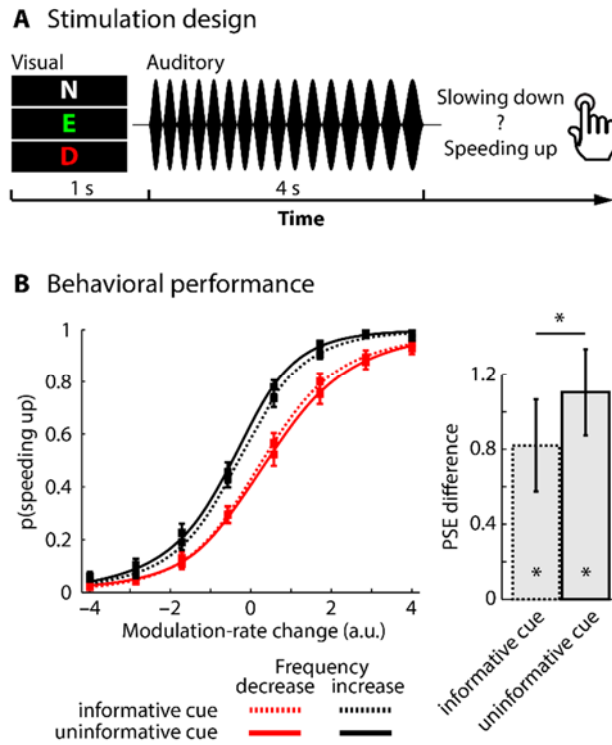 A Stimulation design
Visual Auditory
N
E
D
Slowing down
?
Speeding up
1 s 4 s
Time
B Behavioral performance
1
0.8
0.6
0.4
0.2
0
p(speeding up)
−4 −2 0 2 4
Modulation-rate change (a.u.)
*
1.2
0.8
0.4
0
PSE difference
* *
informative cue
uninformative cue
Frequency
decrease increase
informative cue
uninformative cue